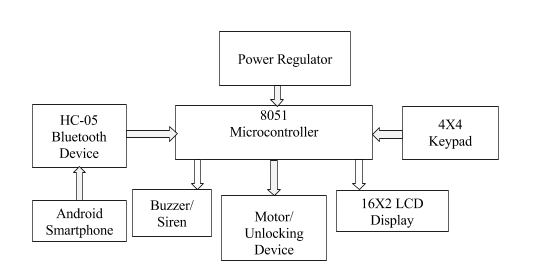 Power Regulator
8051
Microcontroller
HC-05
Bluetooth
Device
4X4
Keypad
Android
Smartphone
Buzzer/
Siren
Motor/
Unlocking
Device
16X2 LCD
Display